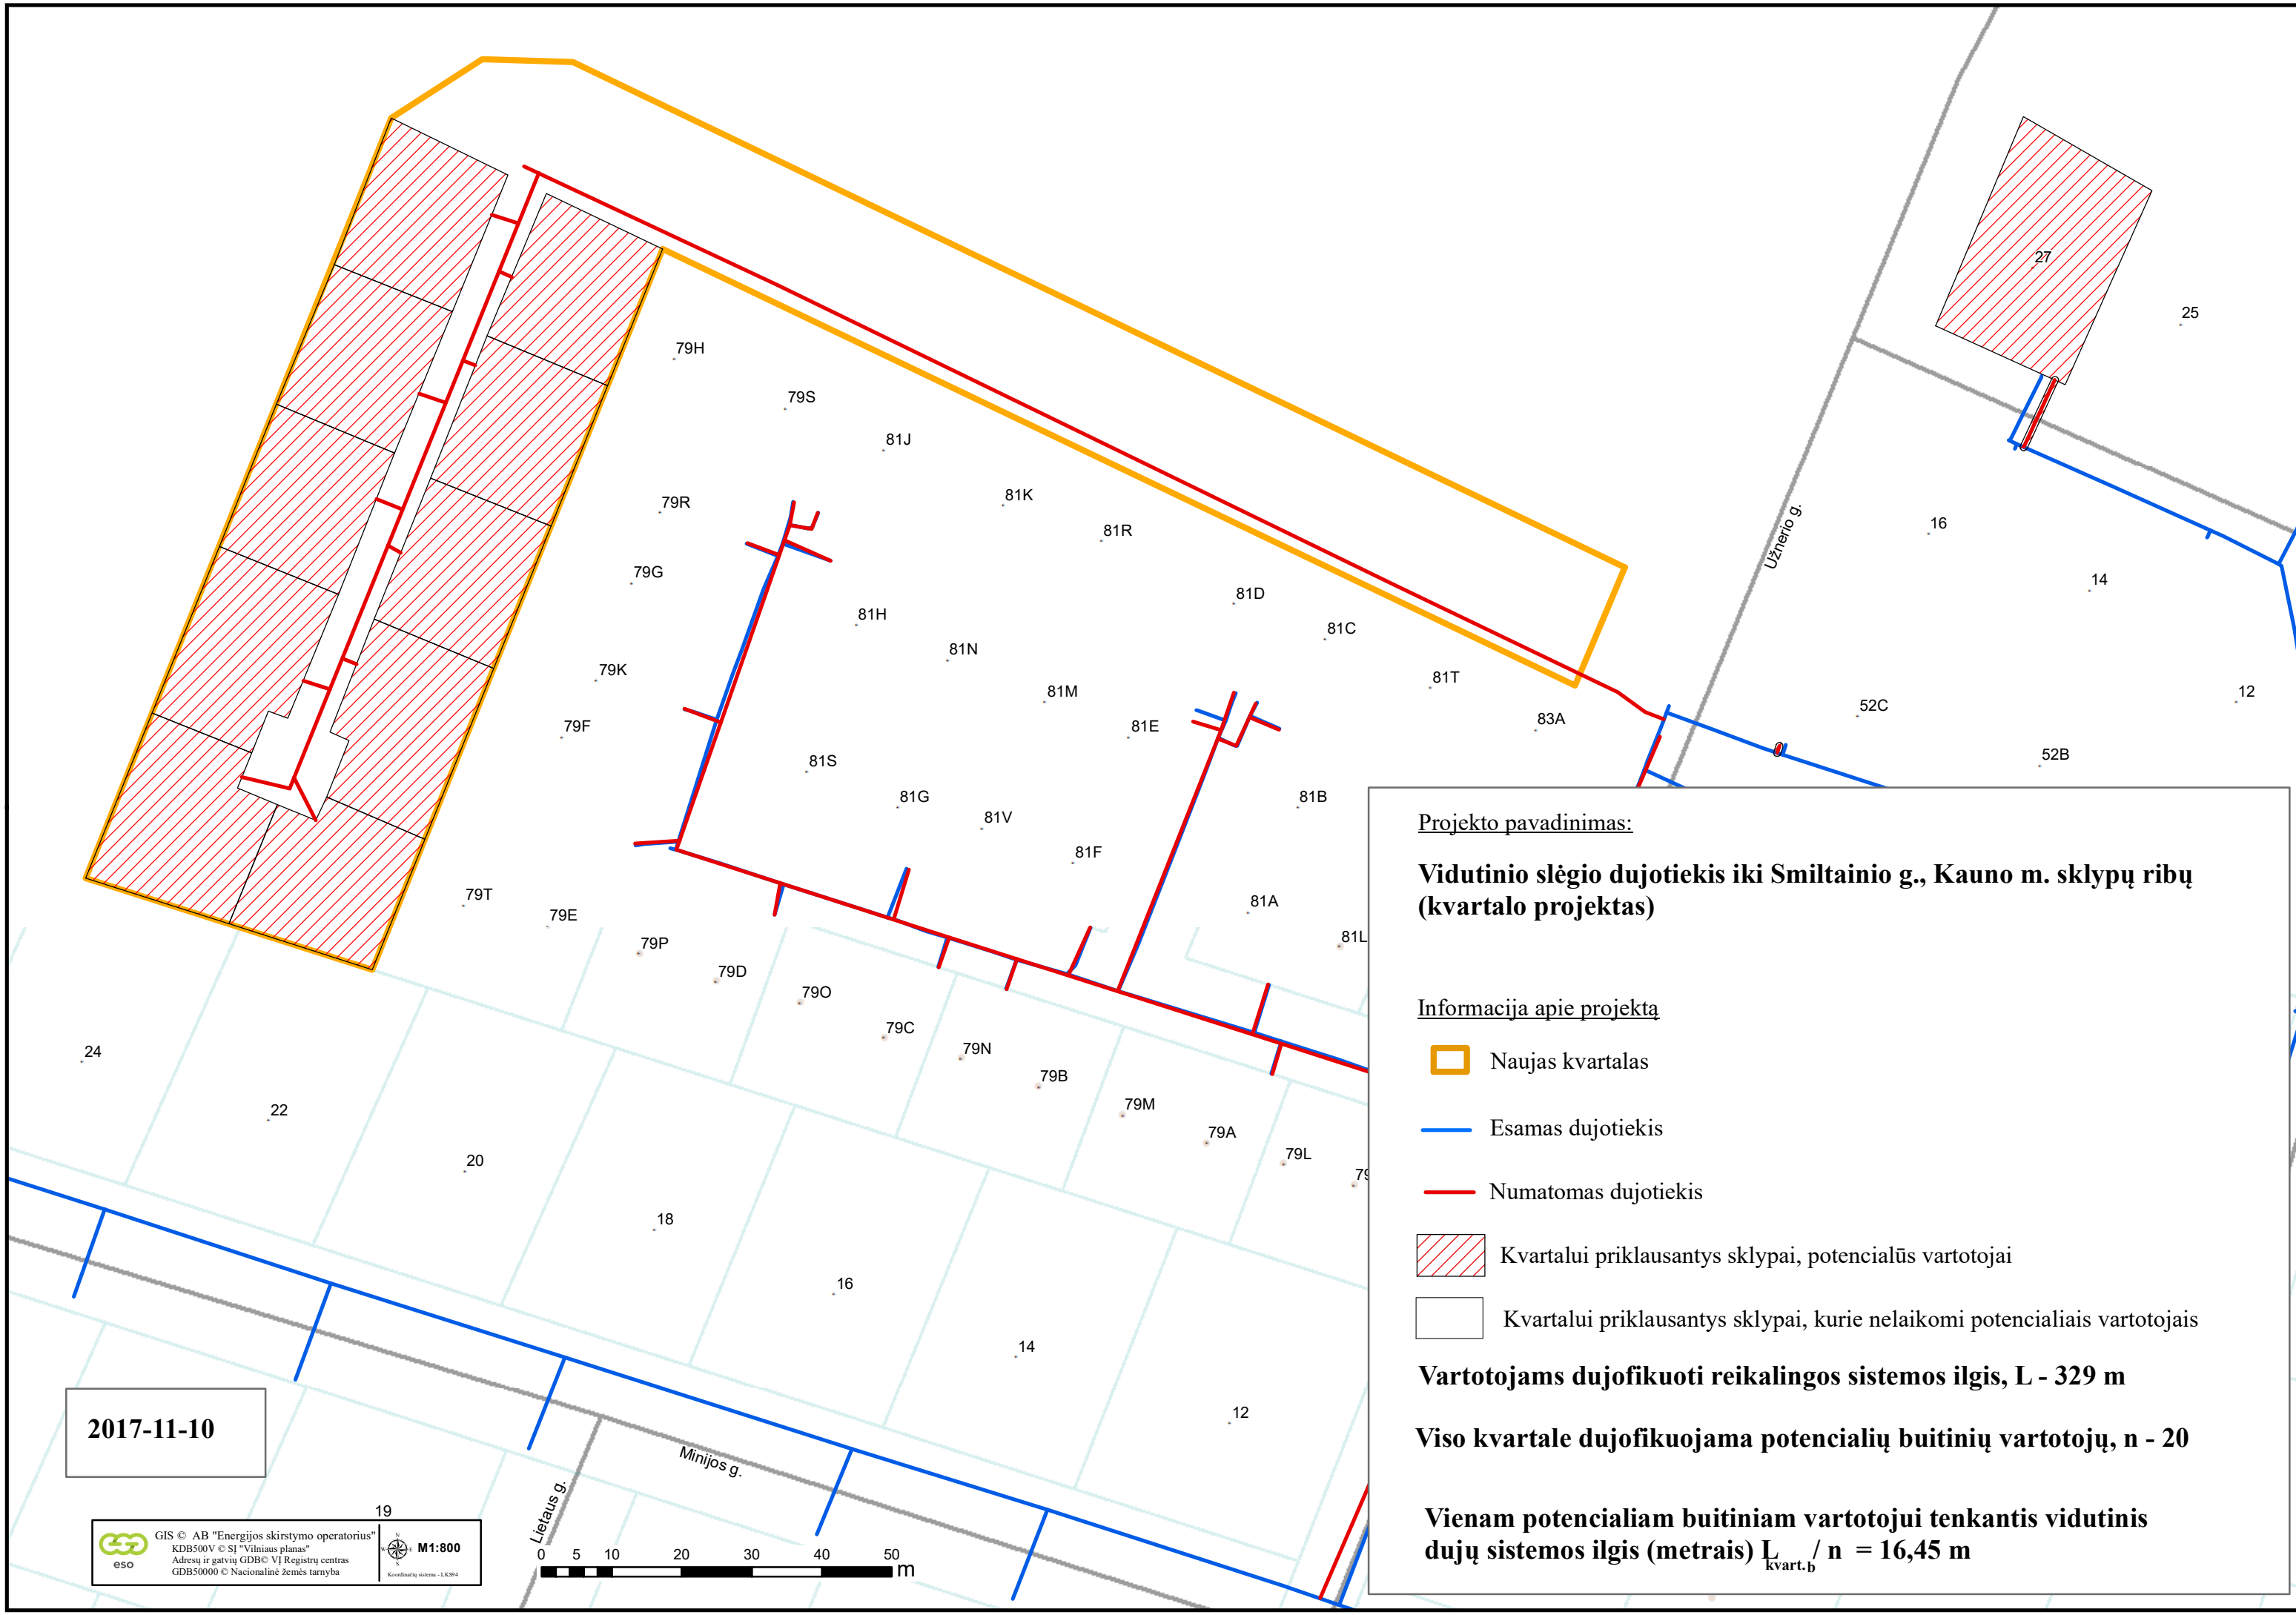 27
25
79H
79S
81J
79R
81K
81R
16
Užnerio g.
79G
14
81D
81H
81C
81N
79K
81T
81M
52C
12
79F
81E
83A
52B
81S
81G
81B
81V
81F
79T
79E
81A
79P
81L
79D
79O
79C
79N
24
79B
79M
22
79A
79L
20
79
18
16
14
12
Projekto pavadinimas:
Vidutinio slėgio dujotiekis iki Smiltainio g., Kauno m. sklypų ribų
(kvartalo projektas)
Informacija apie projektą
Naujas kvartalas
Esamas dujotiekis
Numatomas dujotiekis
Kvartalui priklausantys sklypai, potencialūs vartotojai
Kvartalui priklausantys sklypai, kurie nelaikomi potencialiais vartotojais
Vartotojams dujofikuoti reikalingos sistemos ilgis, L - 329 m
Viso kvartale dujofikuojama potencialių buitinių vartotojų, n - 20
Vienam potencialiam buitiniam vartotojui tenkantis vidutinis
dujų sistemos ilgis (metrais) L kvart.b / n = 16,45 m
2017-11-10
Minijos g.
Lietaus g.
19
eso
GIS © AB "Energijos skirstymo operatorius"
KDB500V © SĮ "Vilniaus planas"
Adresų ir gatvių GDB© VĮ Registrų centras
GDB50000 © Nacionalinė žemės tarnyba
N
W E
S
M1:800
Koordinačių sistema - LKS94
0 5 10 20 30 40 50
m